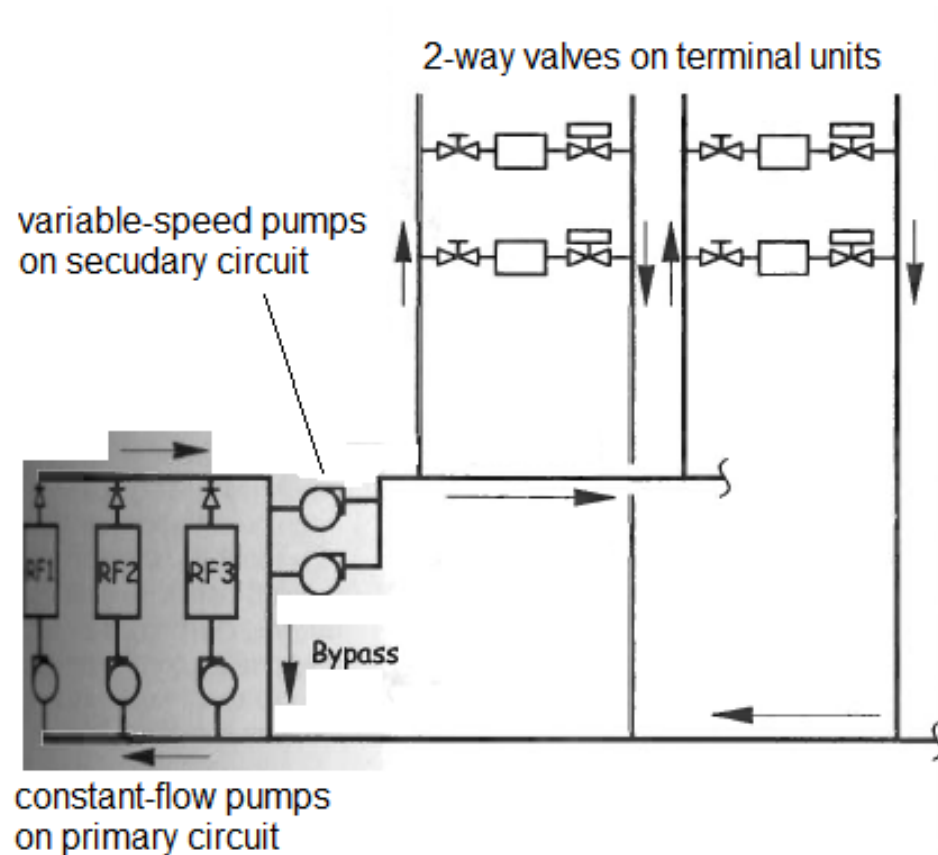 2-way valves on terminal units
variable-speed pumps
on secudary circuit
RF1
RF2
RF3
Bypass
constant-flow pumps
on primary circuit